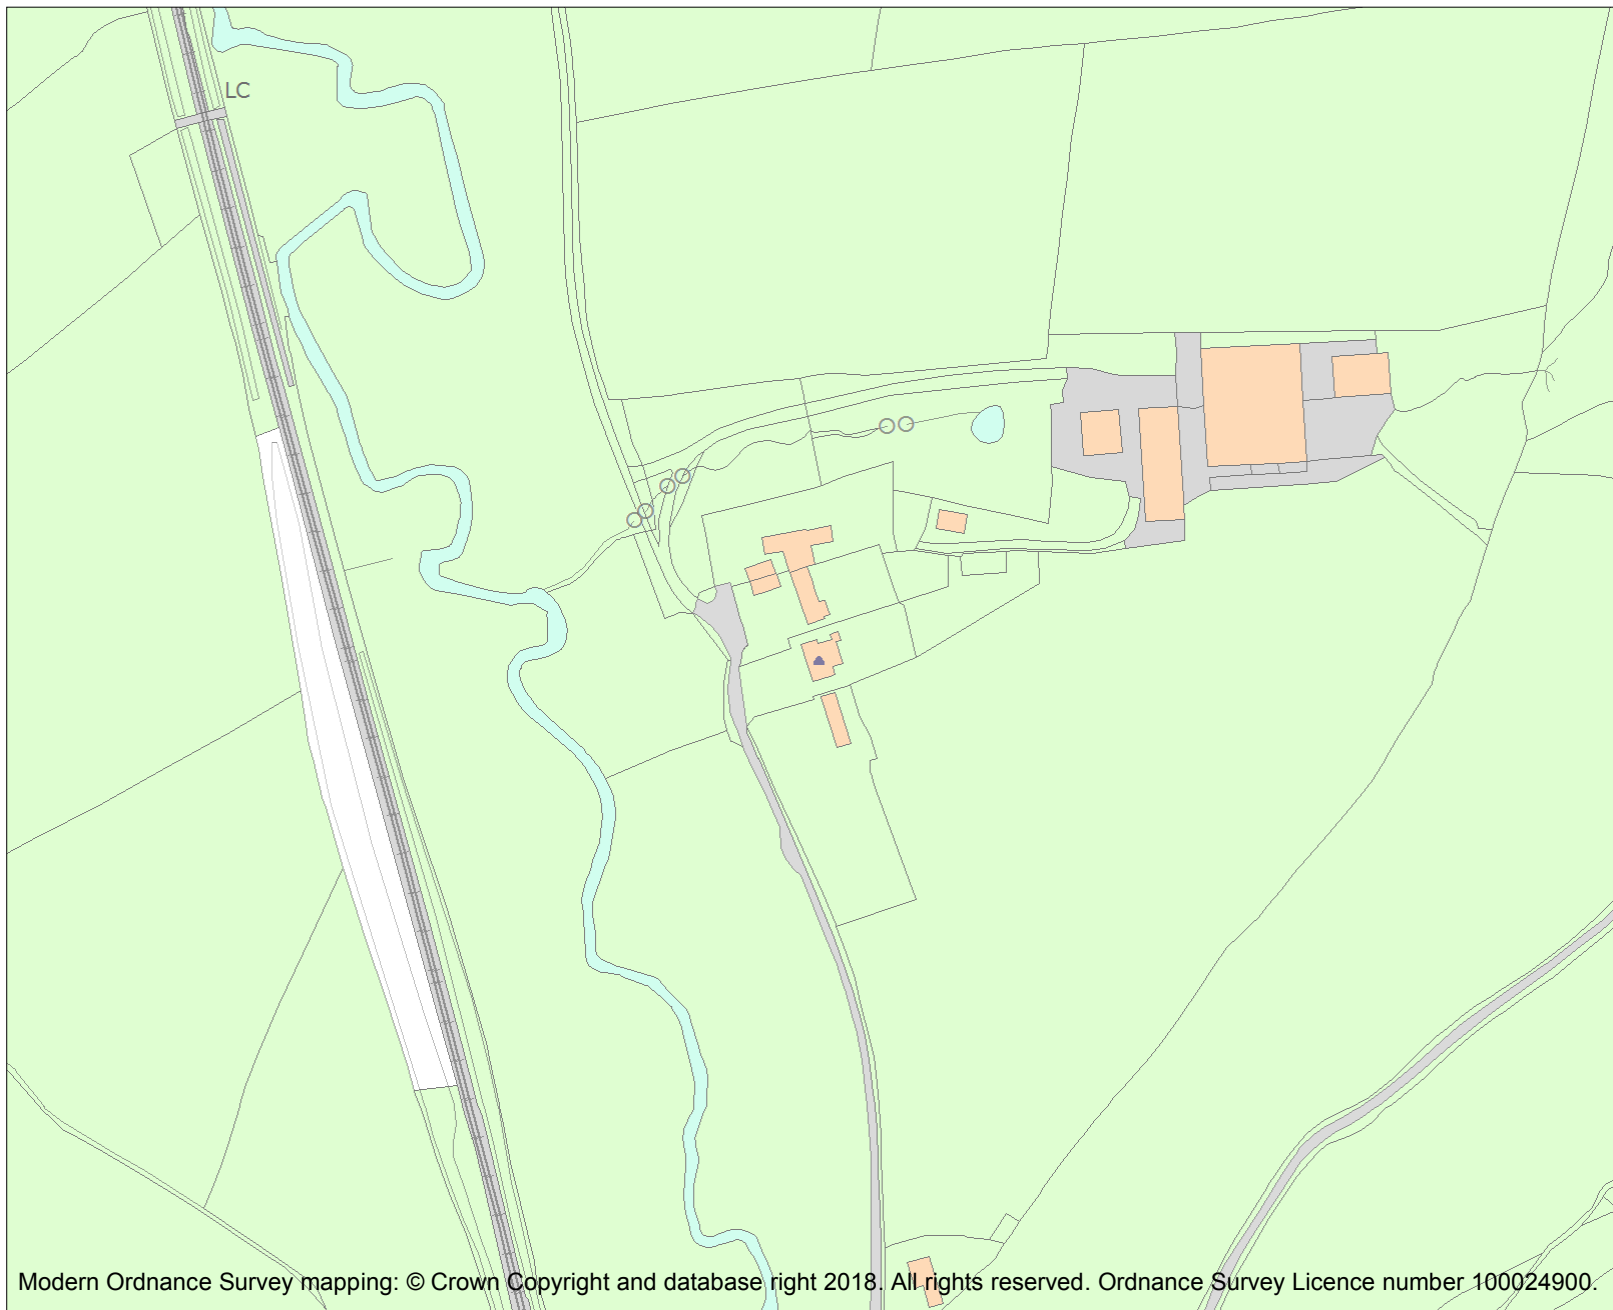 LC
Modern Ordnance Survey mapping: © Crown Copyright and database right 2018. All rights reserved. Ordnance Survey Licence number 100024900.